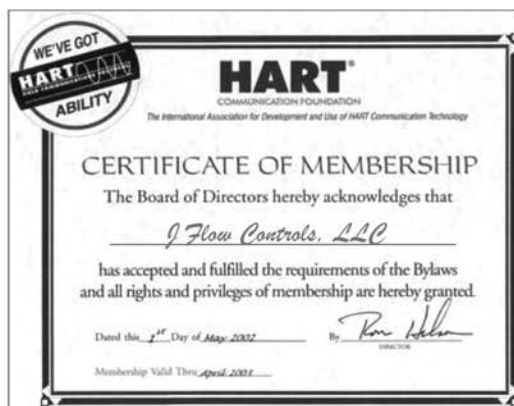 WE'VE GOT
HART
ABILITY
HART®
COMMUNICATION FOUNDATION
The International Association for Development and Use of HART Communication Technology
CERTIFICATE OF MEMBERSHIP
The Board of Directors hereby acknowledges that
J Flow Controls, LLC
has accepted and fulfilled the requirements of the Bylaws
and all rights and privileges of membership are hereby granted.
Dated this 1st Day of May 2002 By Ron Helson
DIRECTOR
Membership Valid Thru April 2003